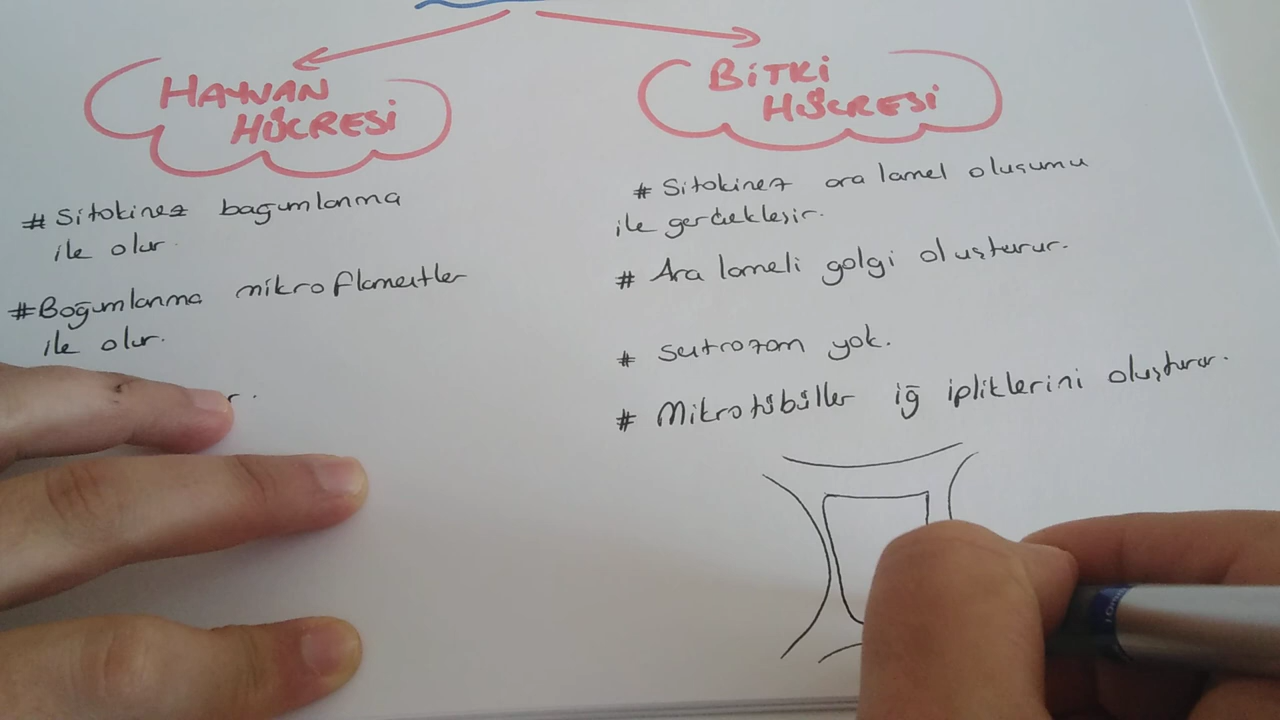 HAYVAN
HÜCRESİ
# Sitokinez bogumlanma
ile olur.
# Boğumlanma mikroflamentler
ile olur.
r.
BİTKİ
HÜCRESİ
# Sitokinez ara lamel oluşumu
ile gerçekleşir.
# Ara lameli golgi oluşturur.
# Sentrozom yok.
# Mikrotübüller iğ ipliklerini oluşturur.